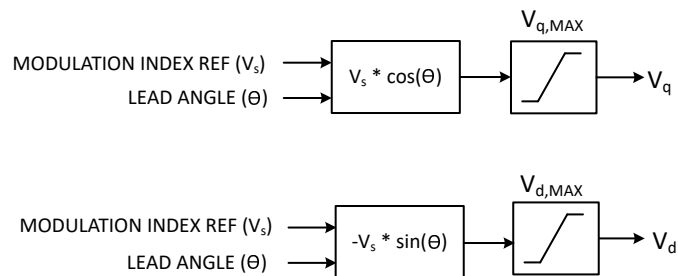 V_q,MAX
MODULATION INDEX REF (V_s)
LEAD ANGLE (Θ)
V_s * cos(Θ)
V_q
V_d,MAX
MODULATION INDEX REF (V_s)
LEAD ANGLE (Θ)
-V_s * sin(Θ)
V_d